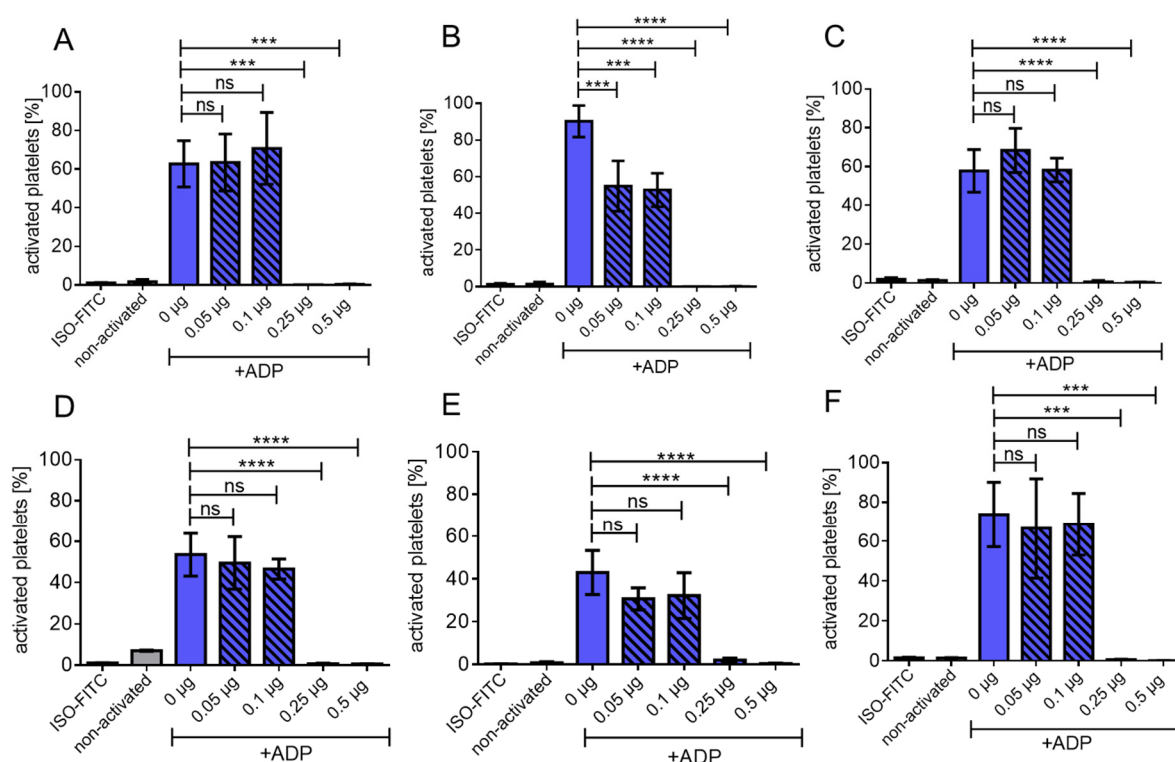 A
***
***
ns
ns
activated platelets [%]
100
80
60
40
20
0
ISO-FITC
non-activated
0 µg
0.05 µg
0.1 µg
0.25 µg
0.5 µg
+ADP
B
****
****
***
***
activated platelets [%]
100
80
60
40
20
0
ISO-FITC
non-activated
0 µg
0.05 µg
0.1 µg
0.25 µg
0.5 µg
+ADP
C
****
****
ns
ns
activated platelets [%]
100
80
60
40
20
0
ISO-FITC
non-activated
0 µg
0.05 µg
0.1 µg
0.25 µg
0.5 µg
+ADP
D
****
****
ns
ns
activated platelets [%]
100
80
60
40
20
0
ISO-FITC
non-activated
0 µg
0.05 µg
0.1 µg
0.25 µg
0.5 µg
+ADP
E
****
****
ns
ns
activated platelets [%]
100
80
60
40
20
0
ISO-FITC
non-activated
0 µg
0.05 µg
0.1 µg
0.25 µg
0.5 µg
+ADP
F
***
***
ns
ns
activated platelets [%]
100
80
60
40
20
0
ISO-FITC
non-activated
0 µg
0.05 µg
0.1 µg
0.25 µg
0.5 µg
+ADP